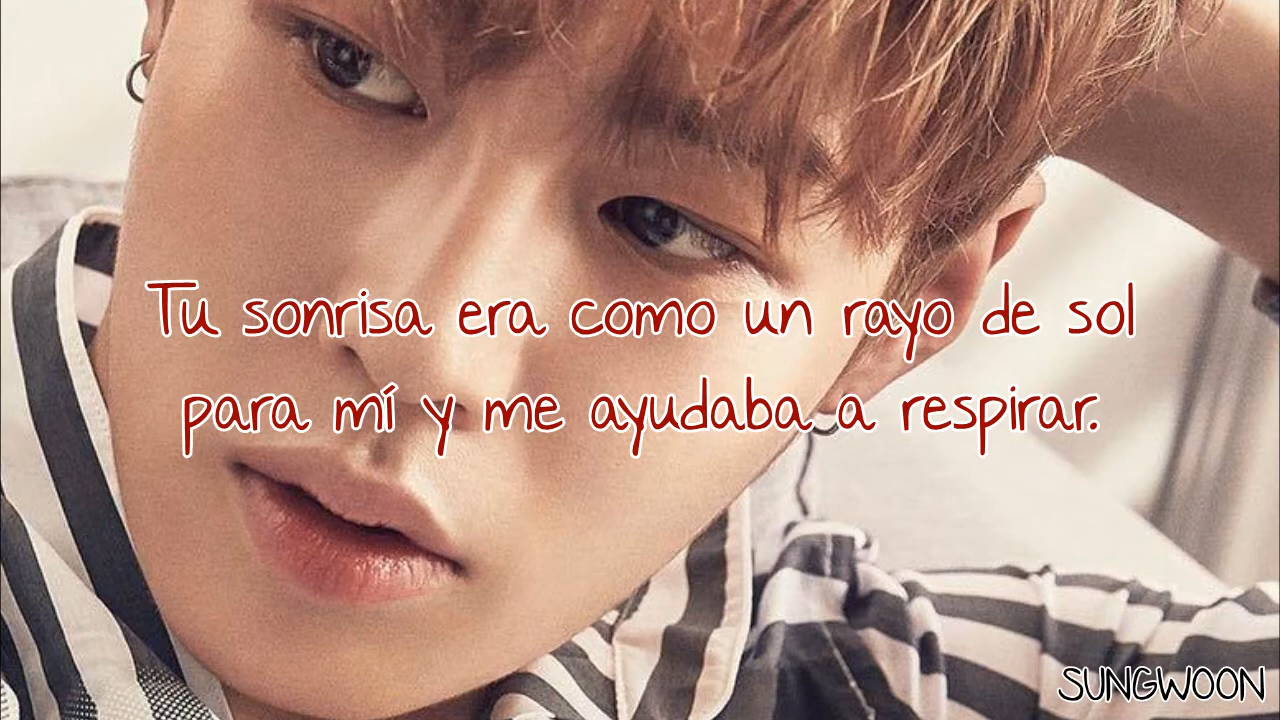 Tu sonrisa era como un rayo de sol
para mí y me ayudaba a respirar.
SUNGWOON